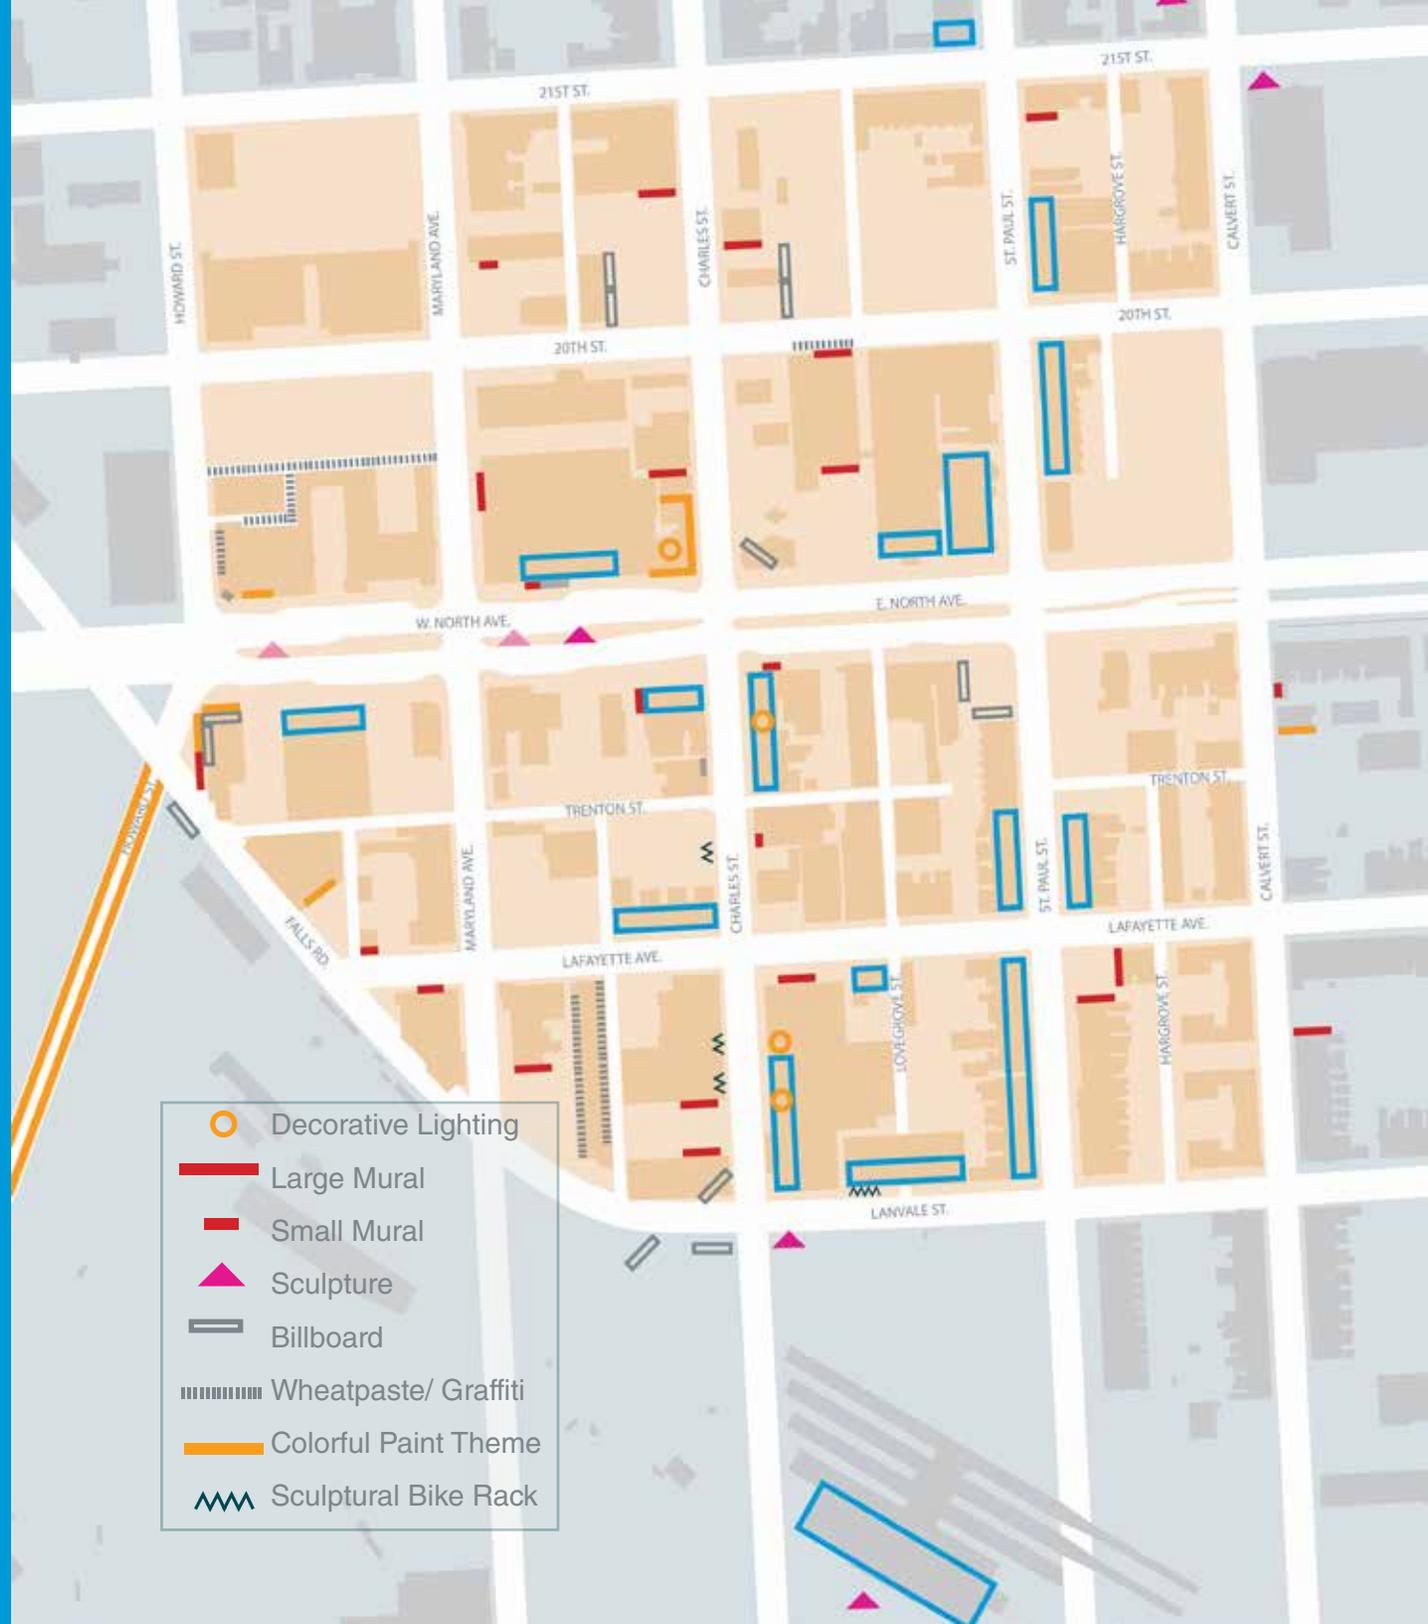 21ST ST.
21ST ST.
HOWARD ST.
MARYLAND AVE.
CHARLES ST.
ST. PAUL ST.
HARGROVE ST.
CALVERT ST.
20TH ST.
20TH ST.
W. NORTH AVE.
E. NORTH AVE.
HOWARD ST.
TRENTON ST.
TRENTON ST.
FALLS RD.
MARYLAND AVE.
CHARLES ST.
ST. PAUL ST.
CALVERT ST.
LAFAYETTE AVE.
LAFAYETTE AVE.
LOVEGROVE ST.
HARGROVE ST.
LANVALE ST.
Decorative Lighting
Large Mural
Small Mural
Sculpture
Billboard
Wheatpaste/ Graffiti
Colorful Paint Theme
Sculptural Bike Rack